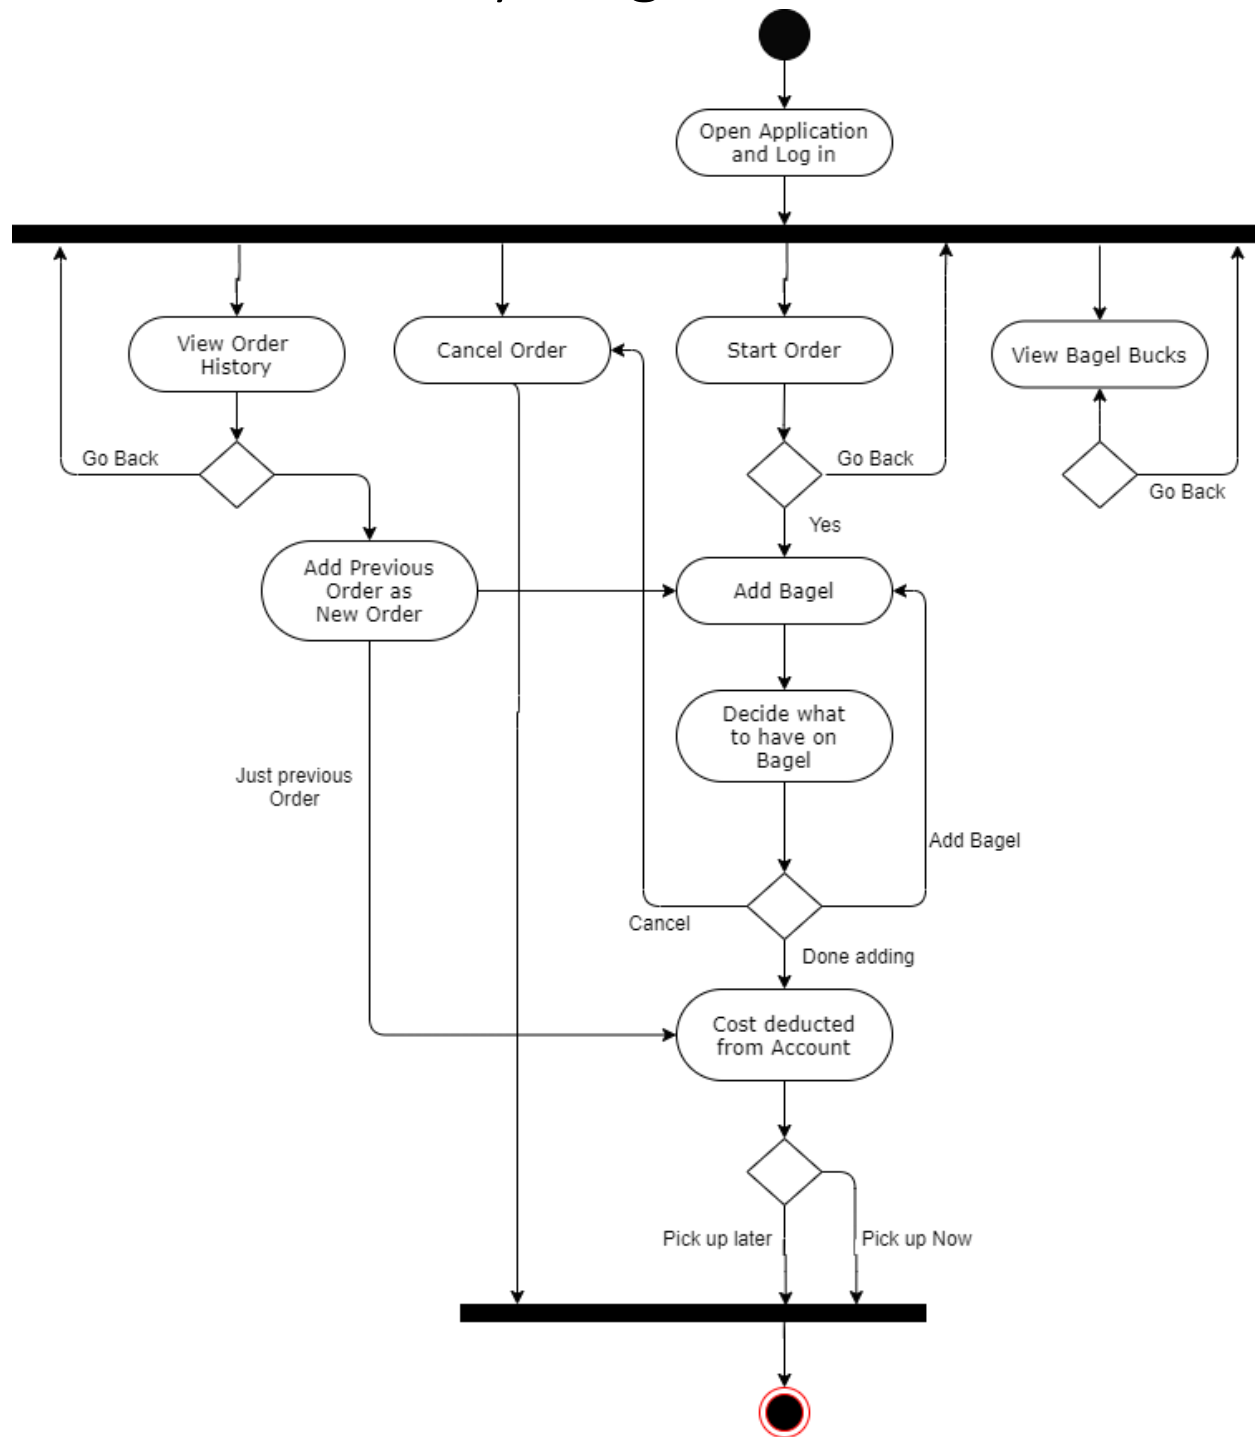 Open Application
and Log in
View Order
History
Cancel Order
Start Order
View Bagel Bucks
Go Back
Go Back
Go Back
Yes
Add Previous
Order as
New Order
Add Bagel
Decide what
to have on
Bagel
Just previous
Order
Add Bagel
Cancel
Done adding
Cost deducted
from Account
Pick up later
Pick up Now